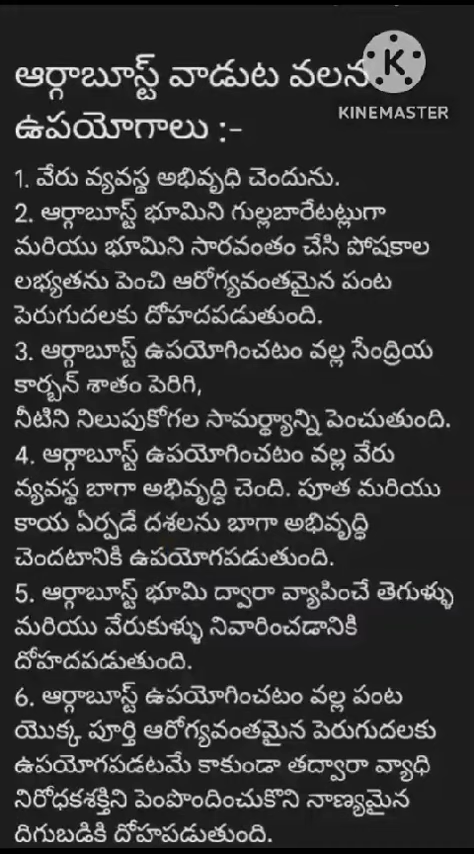 ఆర్గాబూస్ట్ వాడుట వలన
ఉపయోగాలు :-
K
KINEMASTER
1. వేరు వ్యవస్థ అభివృధి చెందును.
2. ఆర్గాబూస్ట్ భూమిని గుల్లబారేటట్లుగా
మరియు భూమిని సారవంతం చేసి పోషకాల
లభ్యతను పెంచి ఆరోగ్యవంతమైన పంట
పెరుగుదలకు దోహదపడుతుంది.
3. ఆర్గాబూస్ట్ ఉపయోగించటం వల్ల సేంద్రియ
కార్బన్ శాతం పెరిగి,
నీటిని నిలుపుకోగల సామర్థ్యాన్ని పెంచుతుంది.
4. ఆర్గాబూస్ట్ ఉపయోగించటం వల్ల వేరు
వ్యవస్థ బాగా అభివృద్ధి చెంది. పూత మరియు
కాయ ఏర్పడే దశలను బాగా అభివృద్ధి
చెందటానికి ఉపయోగపడుతుంది.
5. ఆర్గాబూస్ట్ భూమి ద్వారా వ్యాపించే తెగుళ్ళు
మరియు వేరుకుళ్ళు నివారించడానికి
దోహదపడుతుంది.
6. ఆర్గాబూస్ట్ ఉపయోగించటం వల్ల పంట
యొక్క పూర్తి ఆరోగ్యవంతమైన పెరుగుదలకు
ఉపయోగపడటమే కాకుండా తద్వారా వ్యాధి
నిరోధకశక్తిని పెంపొందించుకొని నాణ్యమైన
దిగుబడికి దోహపడుతుంది.